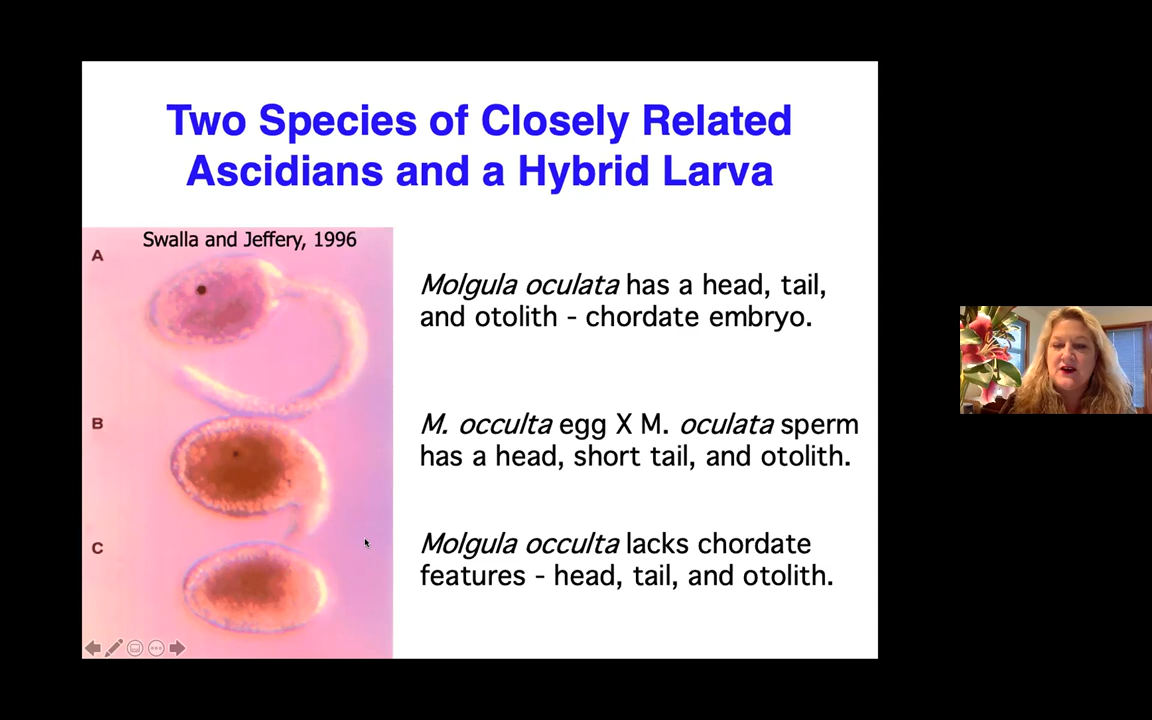 Two Species of Closely Related
Ascidians and a Hybrid Larva
Swalla and Jeffery, 1996
A
Molgula oculata has a head, tail,
and otolith - chordate embryo.
B
M. occulta egg X M. oculata sperm
has a head, short tail, and otolith.
C
Molgula occulta lacks chordate
features - head, tail, and otolith.